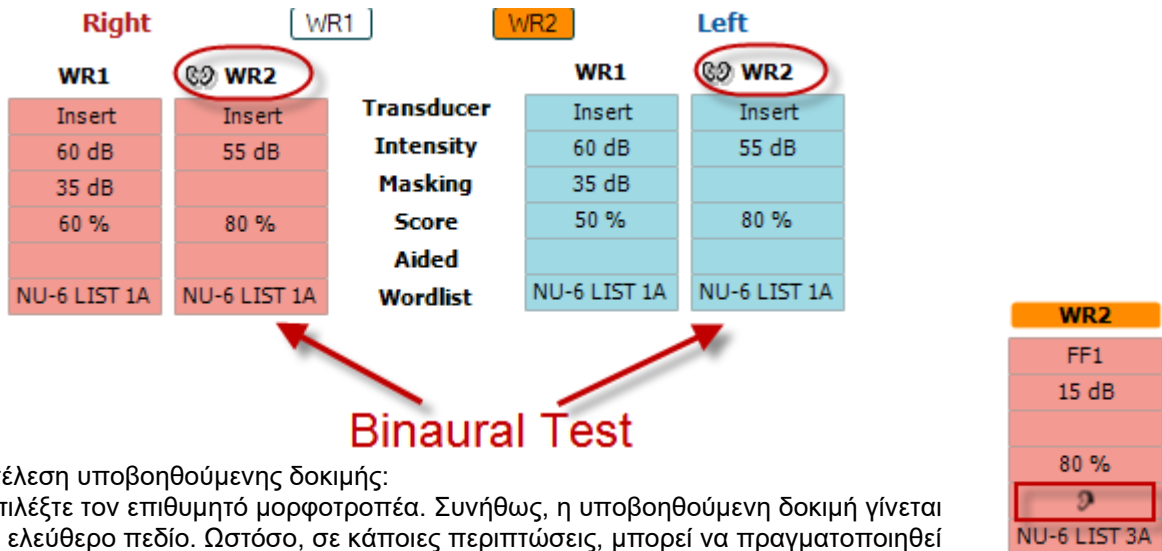 Right WR1 WR2 Left
WR1 WR2 WR1 WR2
Insert Insert Transducer Insert Insert
60 dB 55 dB Intensity 60 dB 55 dB
35 dB Masking 35 dB
60 % 80 % Score 50 % 80 %
Aided
NU-6 LIST 1A NU-6 LIST 1A Wordlist NU-6 LIST 1A NU-6 LIST 1A
Binaural Test
WR2
FF1
15 dB
80 %
NU-6 LIST 3A
υποβοηθούμενης δοκιμής:
τον επιθυμητό μορφοτροπέα. Συνήθως, η υποβοηθούμενη δοκιμή γίνεται
ελεύθερο πεδίο. Ωστόσο, σε κάποιες περιπτώσεις, μπορεί να πραγματοποιηθεί